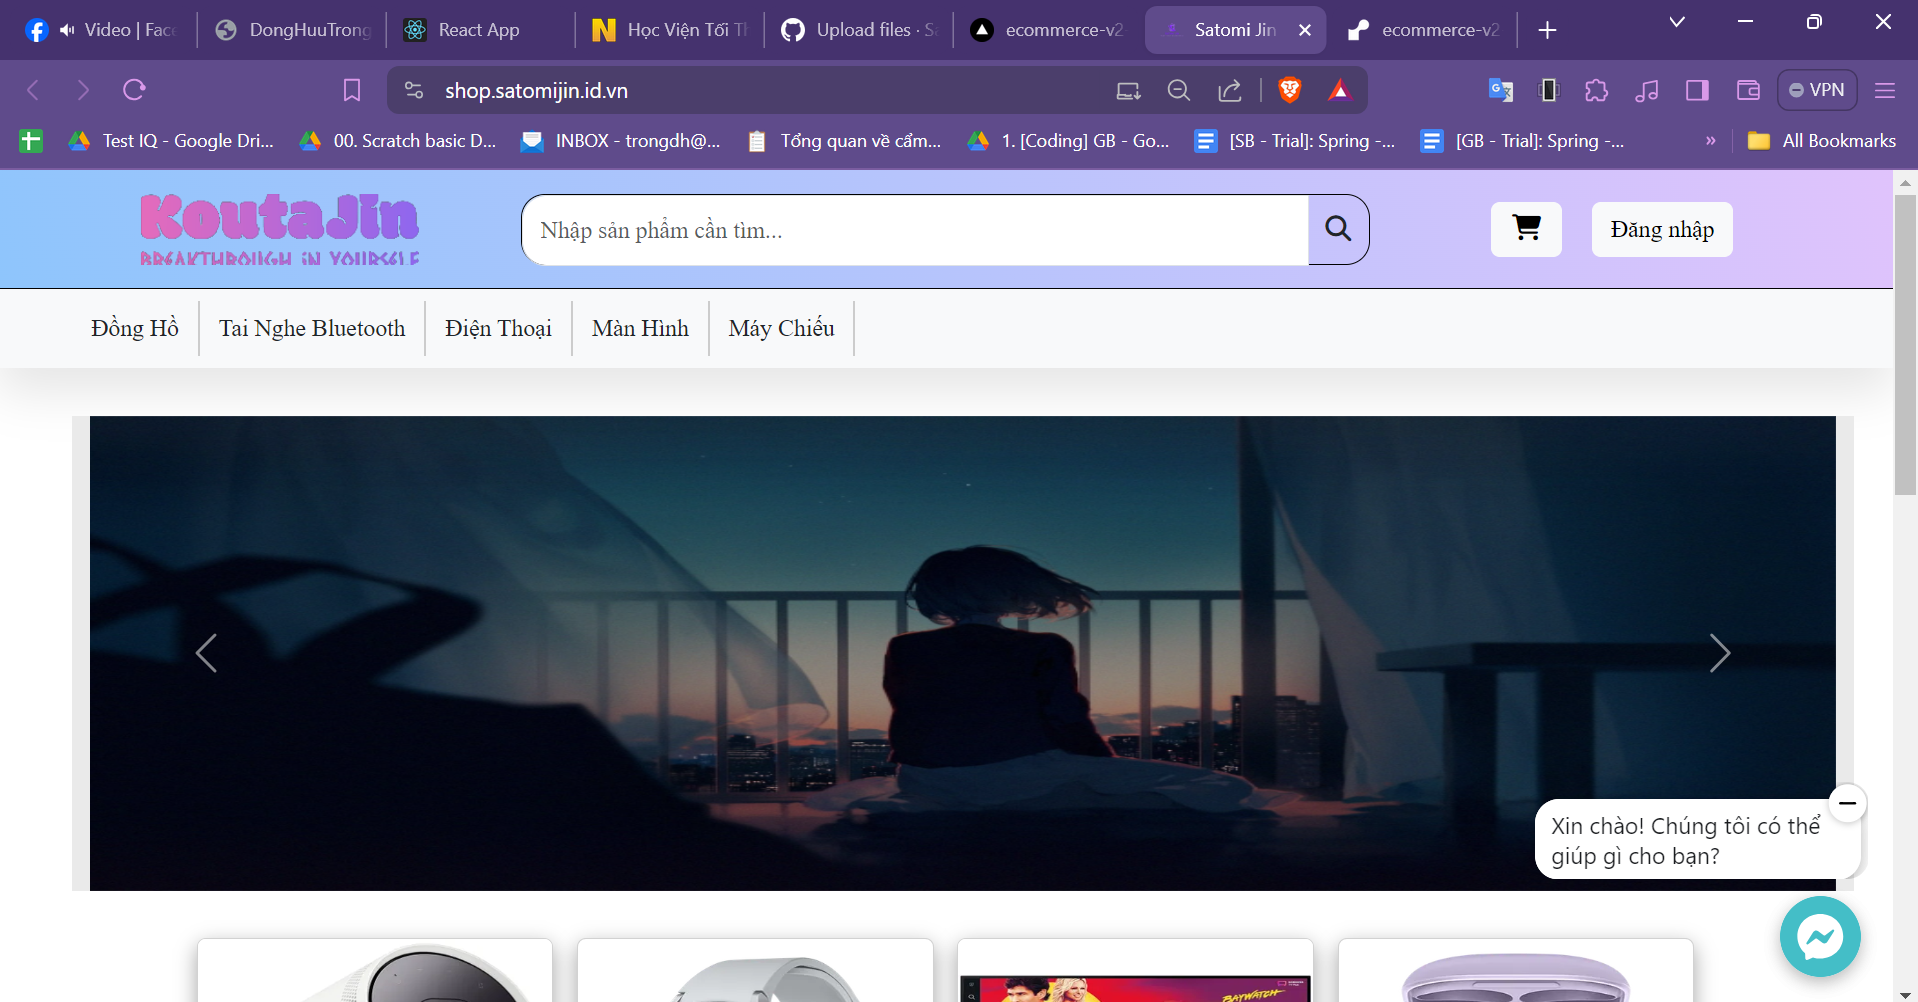 Video | Face
DongHuuTrong
React App
Học Viện Tối Th
Upload files · Sa
ecommerce-v2
Satomi Jin
ecommerce-v2
shop.satomijin.id.vn
VPN
Test IQ - Google Dri...
00. Scratch basic D...
INBOX - trongdh@...
Tổng quan về cẩm...
1. [Coding] GB - Go...
[SB - Trial]: Spring -...
[GB - Trial]: Spring -...
»
All Bookmarks
KoutaJin
BREAKTHROUGH IN YOURSELF
Nhập sản phẩm cần tìm...
Đăng nhập
Đồng Hồ
Tai Nghe Bluetooth
Điện Thoại
Màn Hình
Máy Chiếu
Xin chào! Chúng tôi có thể
giúp gì cho bạn?
BAYWATCH